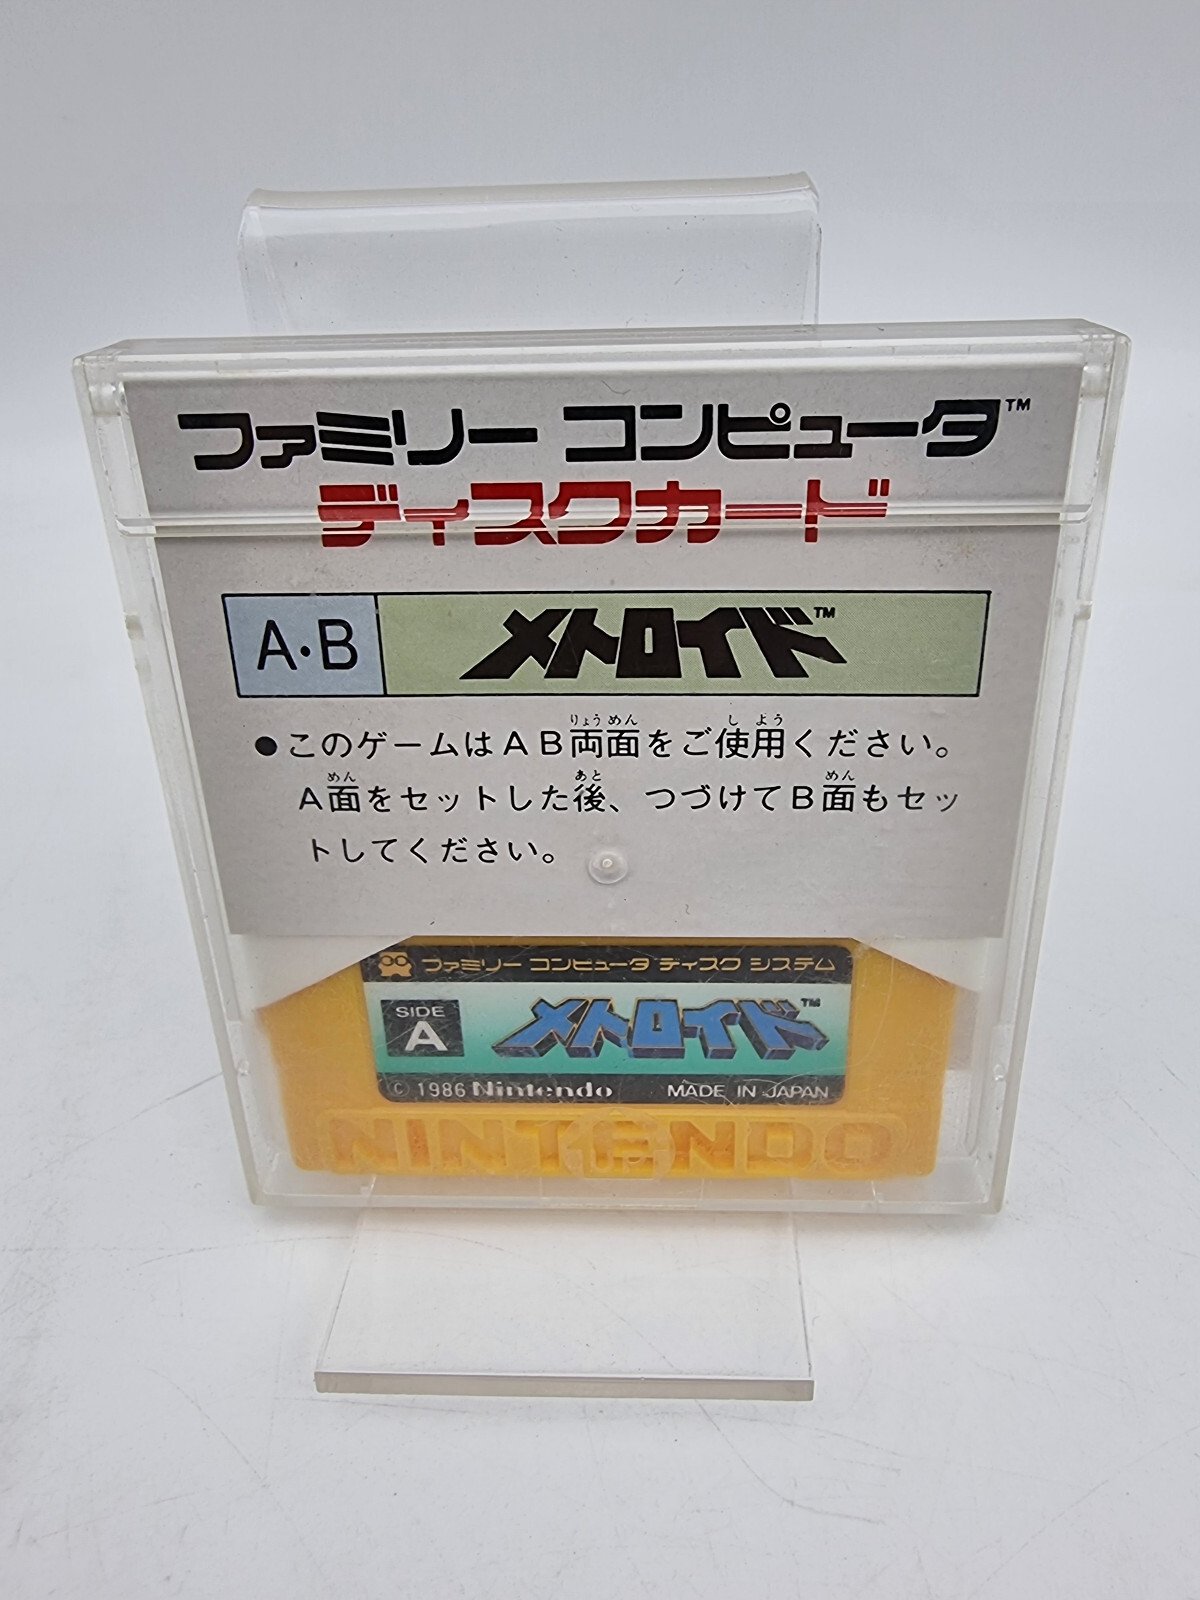 ファミリー コンピュータ™
ディスクカード
A・B メトロイド™
●このゲームはＡＢ両面をご使用ください。
Ａ面をセットした後、つづけてＢ面もセッ
トしてください。
ファミリー コンピュータ ディスク システム
SIDE A メトロイド™
© 1986 Nintendo MADE IN JAPAN
NINTENDO